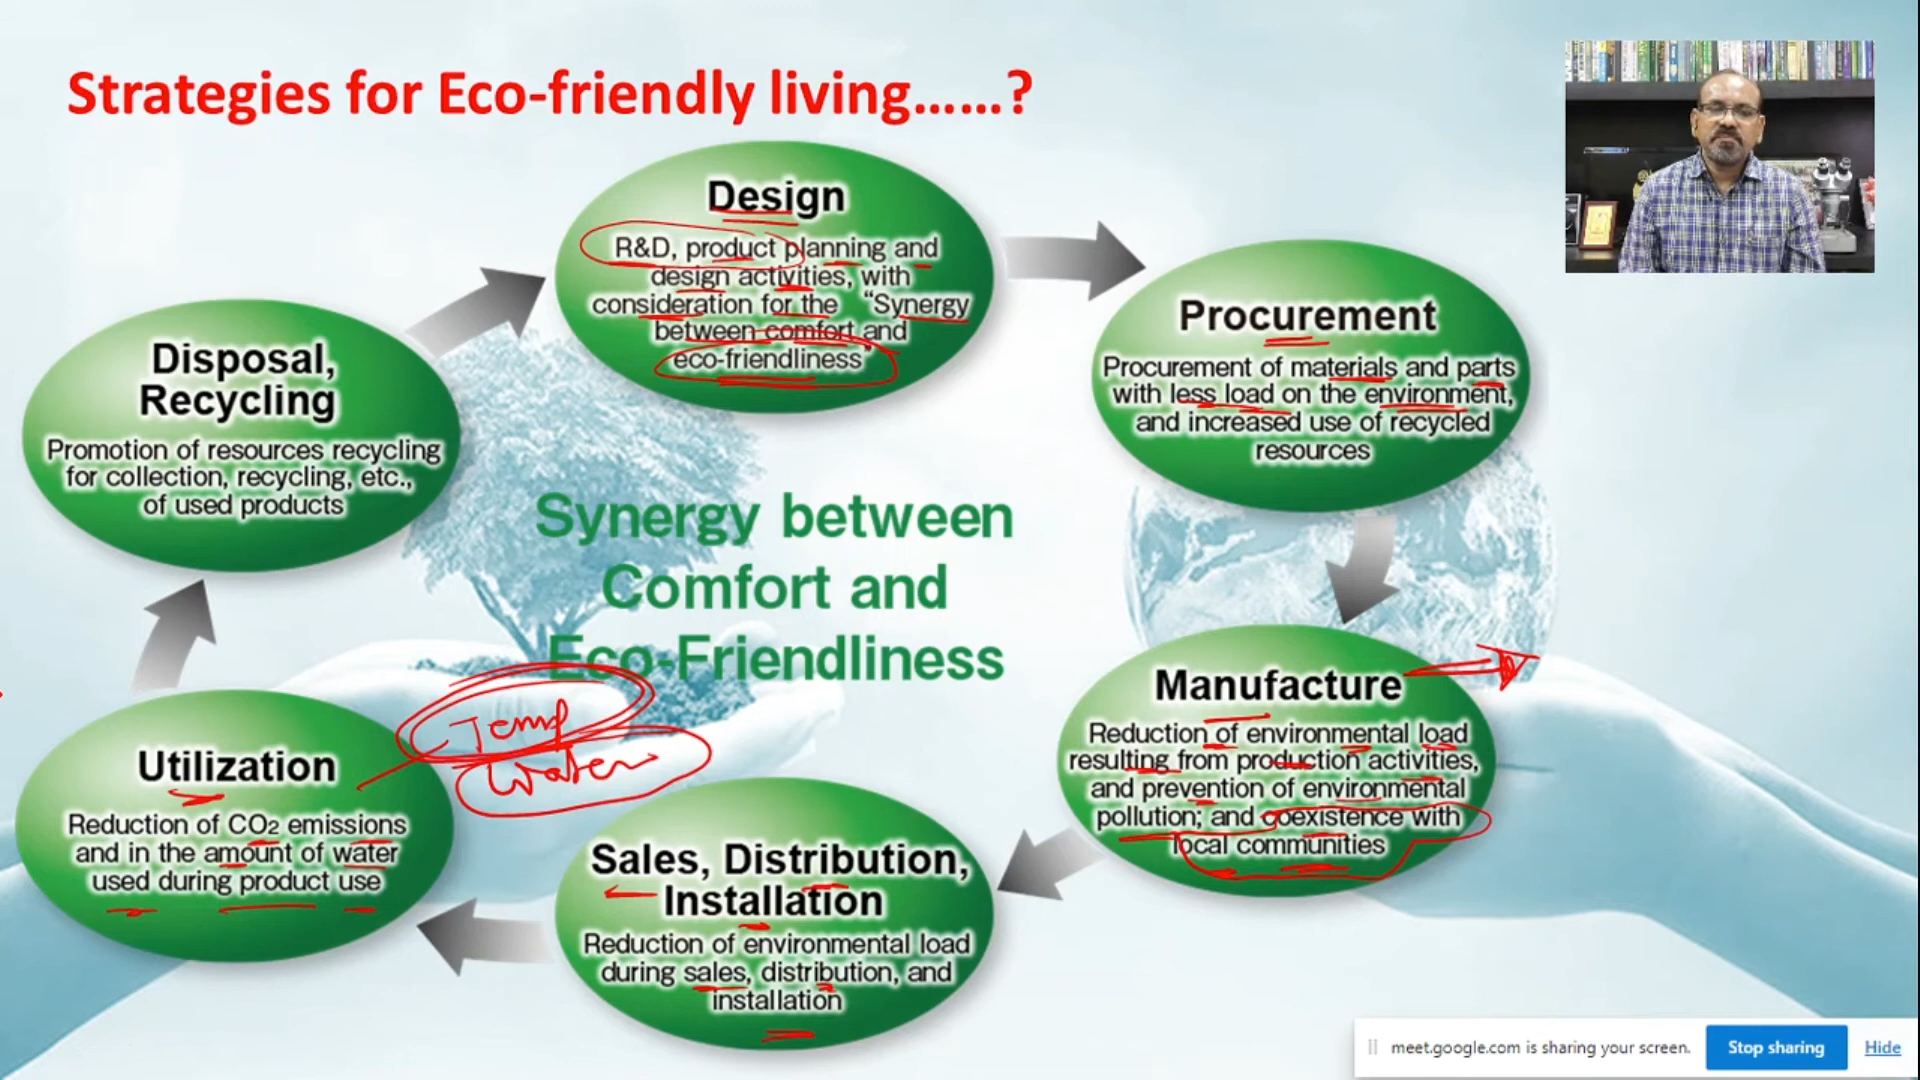 Strategies for Eco-friendly living......?
Design
R&D, product planning and
design activities, with
consideration for the “Synergy
between comfort and
eco-friendliness”
Procurement
Procurement of materials and parts
with less load on the environment,
and increased use of recycled
resources
Manufacture
Reduction of environmental load
resulting from production activities,
and prevention of environmental
pollution; and coexistence with
local communities
Sales, Distribution,
Installation
Reduction of environmental load
during sales, distribution, and
installation
Utilization
Reduction of CO2 emissions
and in the amount of water
used during product use
Disposal,
Recycling
Promotion of resources recycling
for collection, recycling, etc.,
of used products
Synergy between
Comfort and
Eco-Friendliness
Temp
Water
meet.google.com is sharing your screen.
Stop sharing
Hide